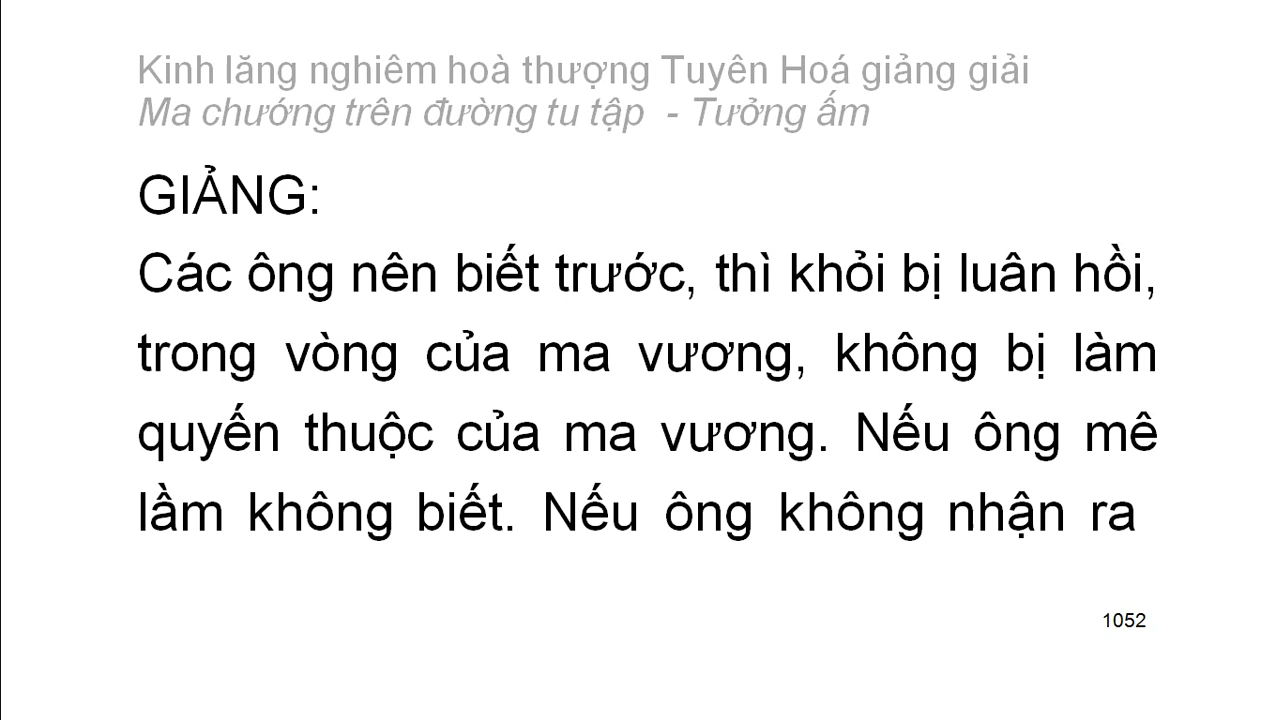 Kinh lăng nghiêm hoà thượng Tuyên Hoá giảng giải
Ma chướng trên đường tu tập - Tưởng ấm
GIẢNG:
Các ông nên biết trước, thì khỏi bị luân hồi,
trong vòng của ma vương, không bị làm
quyến thuộc của ma vương. Nếu ông mê
lầm không biết. Nếu ông không nhận ra
1052